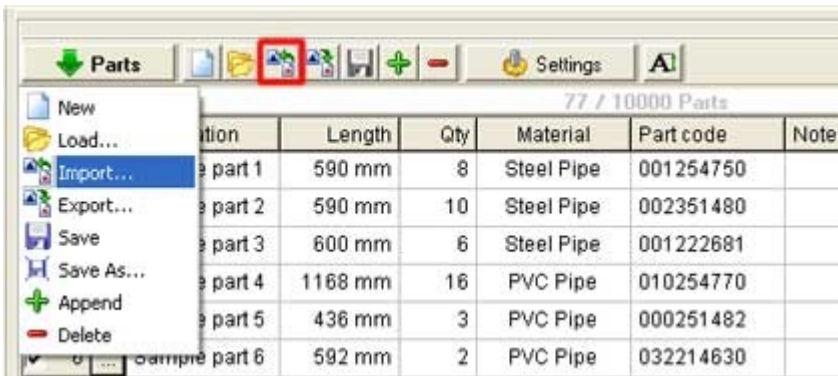 Parts Settings A
77 / 10000 Parts
New
Load...
Import...
Export...
Save
Save As...
Append
Delete
ation Length Qty Material Part code Note
e part 1 590 mm 8 Steel Pipe 001254750
e part 2 590 mm 10 Steel Pipe 002351480
e part 3 600 mm 6 Steel Pipe 001222681
e part 4 1168 mm 16 PVC Pipe 010254770
e part 5 436 mm 3 PVC Pipe 000251482
6 ... Sample part 6 592 mm 2 PVC Pipe 032214630